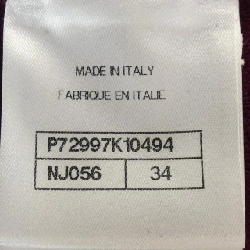 MADE IN ITALY
FABRIQUE EN ITALIE
P72997K10494
NJ056 34